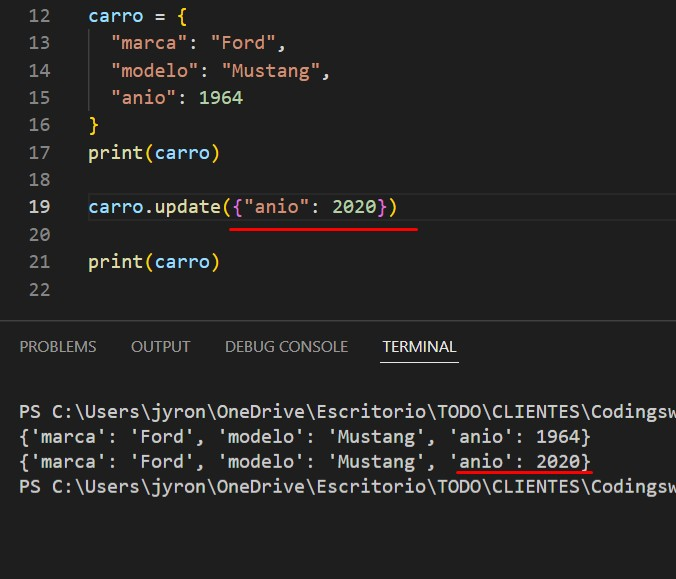 12 carro = {
13 "marca": "Ford",
14 "modelo": "Mustang",
15 "anio": 1964
16 }
17 print(carro)
18
19 carro.update({"anio": 2020})
20
21 print(carro)
22
PROBLEMS OUTPUT DEBUG CONSOLE TERMINAL
PS C:\Users\jyron\OneDrive\Escritorio\TODO\CLIENTES\Codingsw
{'marca': 'Ford', 'modelo': 'Mustang', 'anio': 1964}
{'marca': 'Ford', 'modelo': 'Mustang', 'anio': 2020}
PS C:\Users\jyron\OneDrive\Escritorio\TODO\CLIENTES\Codingsw